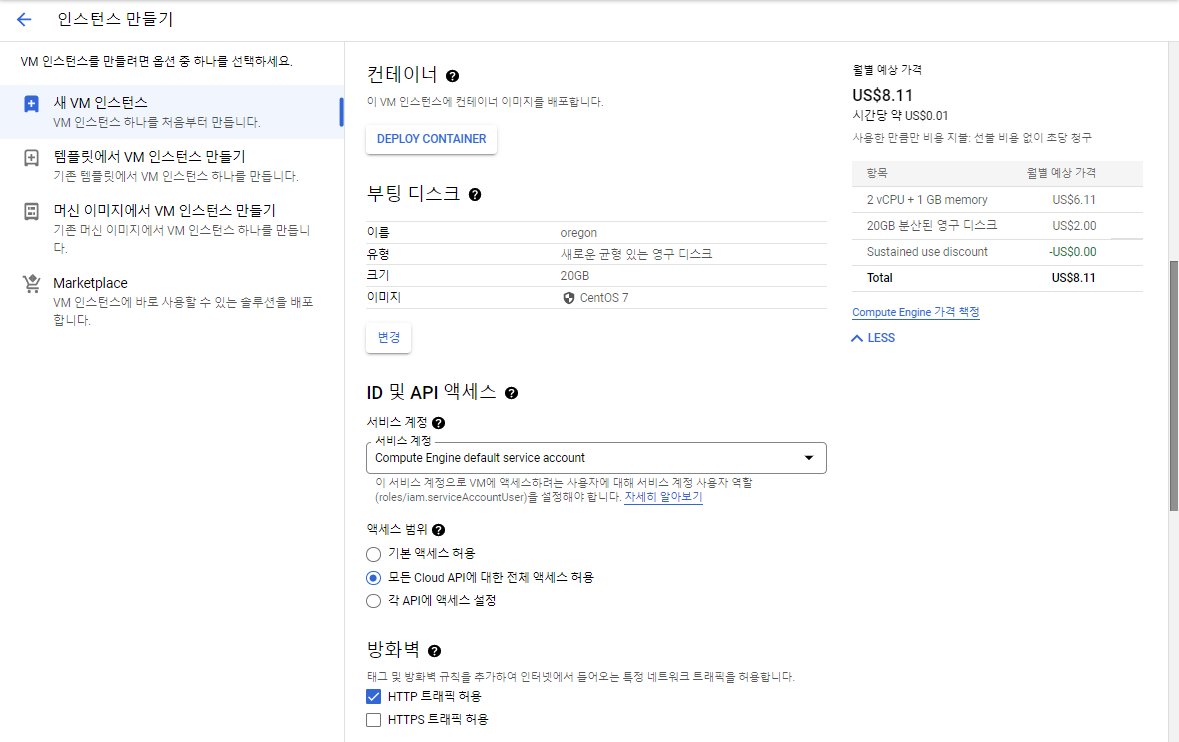 인스턴스 만들기
VM 인스턴스를 만들려면 옵션 중 하나를 선택하세요.
새 VM 인스턴스
VM 인스턴스 하나를 처음부터 만듭니다.
템플릿에서 VM 인스턴스 만들기
기존 템플릿에서 VM 인스턴스 하나를 만듭니다.
머신 이미지에서 VM 인스턴스 만들기
기존 머신 이미지에서 VM 인스턴스 하나를 만듭니
다.
Marketplace
VM 인스턴스에 바로 사용할 수 있는 솔루션을 배포
합니다.
컨테이너
이 VM 인스턴스에 컨테이너 이미지를 배포합니다.
DEPLOY CONTAINER
부팅 디스크
이름 oregon
유형 새로운 균형 있는 영구 디스크
크기 20GB
이미지 CentOS 7
변경
ID 및 API 액세스
서비스 계정
서비스 계정
Compute Engine default service account
이 서비스 계정으로 VM에 액세스하려는 사용자에 대해 서비스 계정 사용자 역할
(roles/iam.serviceAccountUser)을 설정해야 합니다. 자세히 알아보기
액세스 범위
기본 액세스 허용
모든 Cloud API에 대한 전체 액세스 허용
각 API에 액세스 설정
방화벽
태그 및 방화벽 규칙을 추가하여 인터넷에서 들어오는 특정 네트워크 트래픽을 허용합니다.
HTTP 트래픽 허용
HTTPS 트래픽 허용
월별 예상 가격
US$8.11
시간당 약 US$0.01
사용한 만큼만 비용 지불: 선불 비용 없이 초당 청구
항목 월별 예상 가격
2 vCPU + 1 GB memory US$6.11
20GB 분산된 영구 디스크 US$2.00
Sustained use discount -US$0.00
Total US$8.11
Compute Engine 가격 책정
LESS